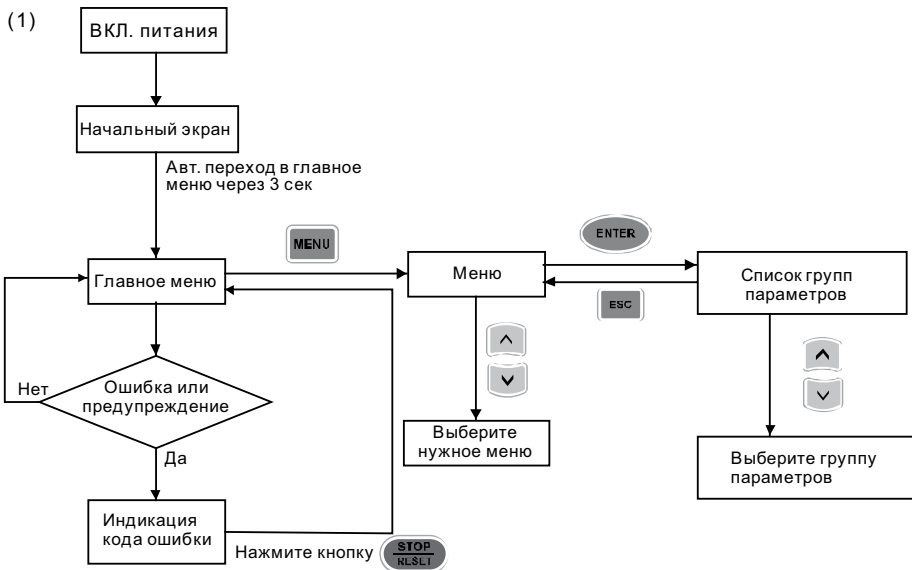 (1)
ВКЛ. питания
Начальный экран
Авт. переход в главное
меню через 3 сек
MENU
ENTER
Главное меню
Меню
Список групп
параметров
ESC
Нет
Ошибка или
предупреждение
Выберите
нужное меню
Да
Выберите группу
параметров
Индикация
кода ошибки
Нажмите кнопку
STOP
RESET